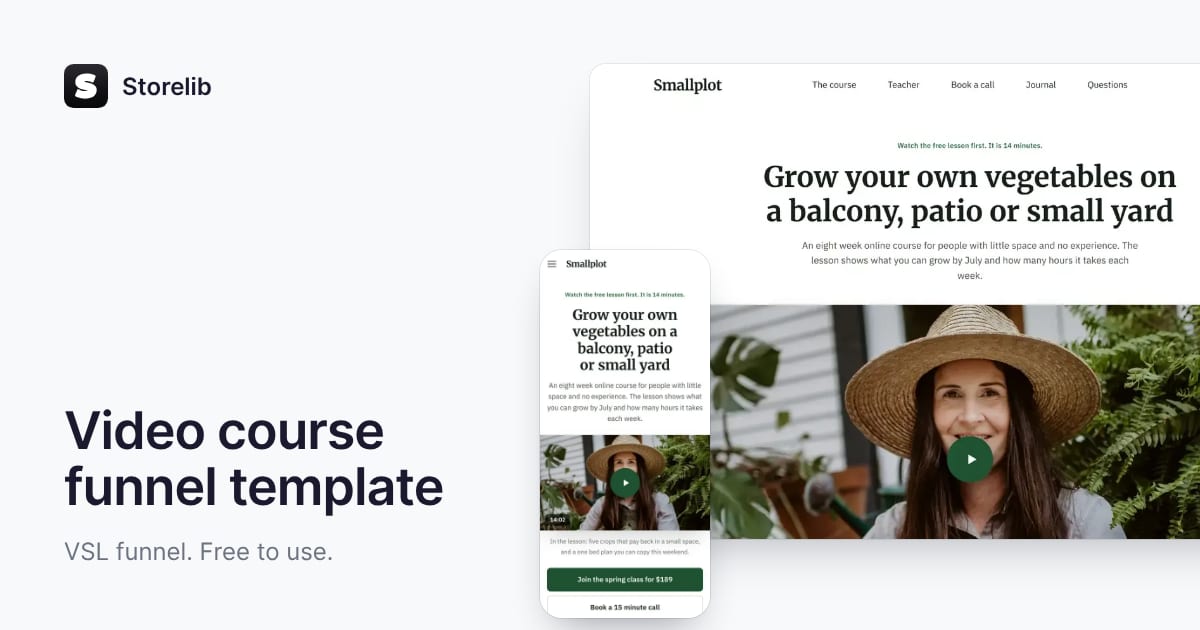 Storelib
Video course
funnel template
VSL funnel. Free to use.
Smallplot
The course
Teacher
Book a call
Journal
Questions
Watch the free lesson first. It is 14 minutes.
Grow your own vegetables on
a balcony, patio or small yard
An eight week online course for people with little space and no experience. The
lesson shows what you can grow by July and how many hours it takes each
week.
Smallplot
Watch the free lesson first. It is 14 minutes.
Grow your own
vegetables on a
balcony, patio
or small yard
An eight week online course for people with little
space and no experience. The lesson shows what
you can grow by July and how many hours it takes
each week.
14:02
In the lesson: five crops that pay back in a small space,
and a one bed plan you can copy this weekend.
Join the spring class for $189
Book a 15 minute call